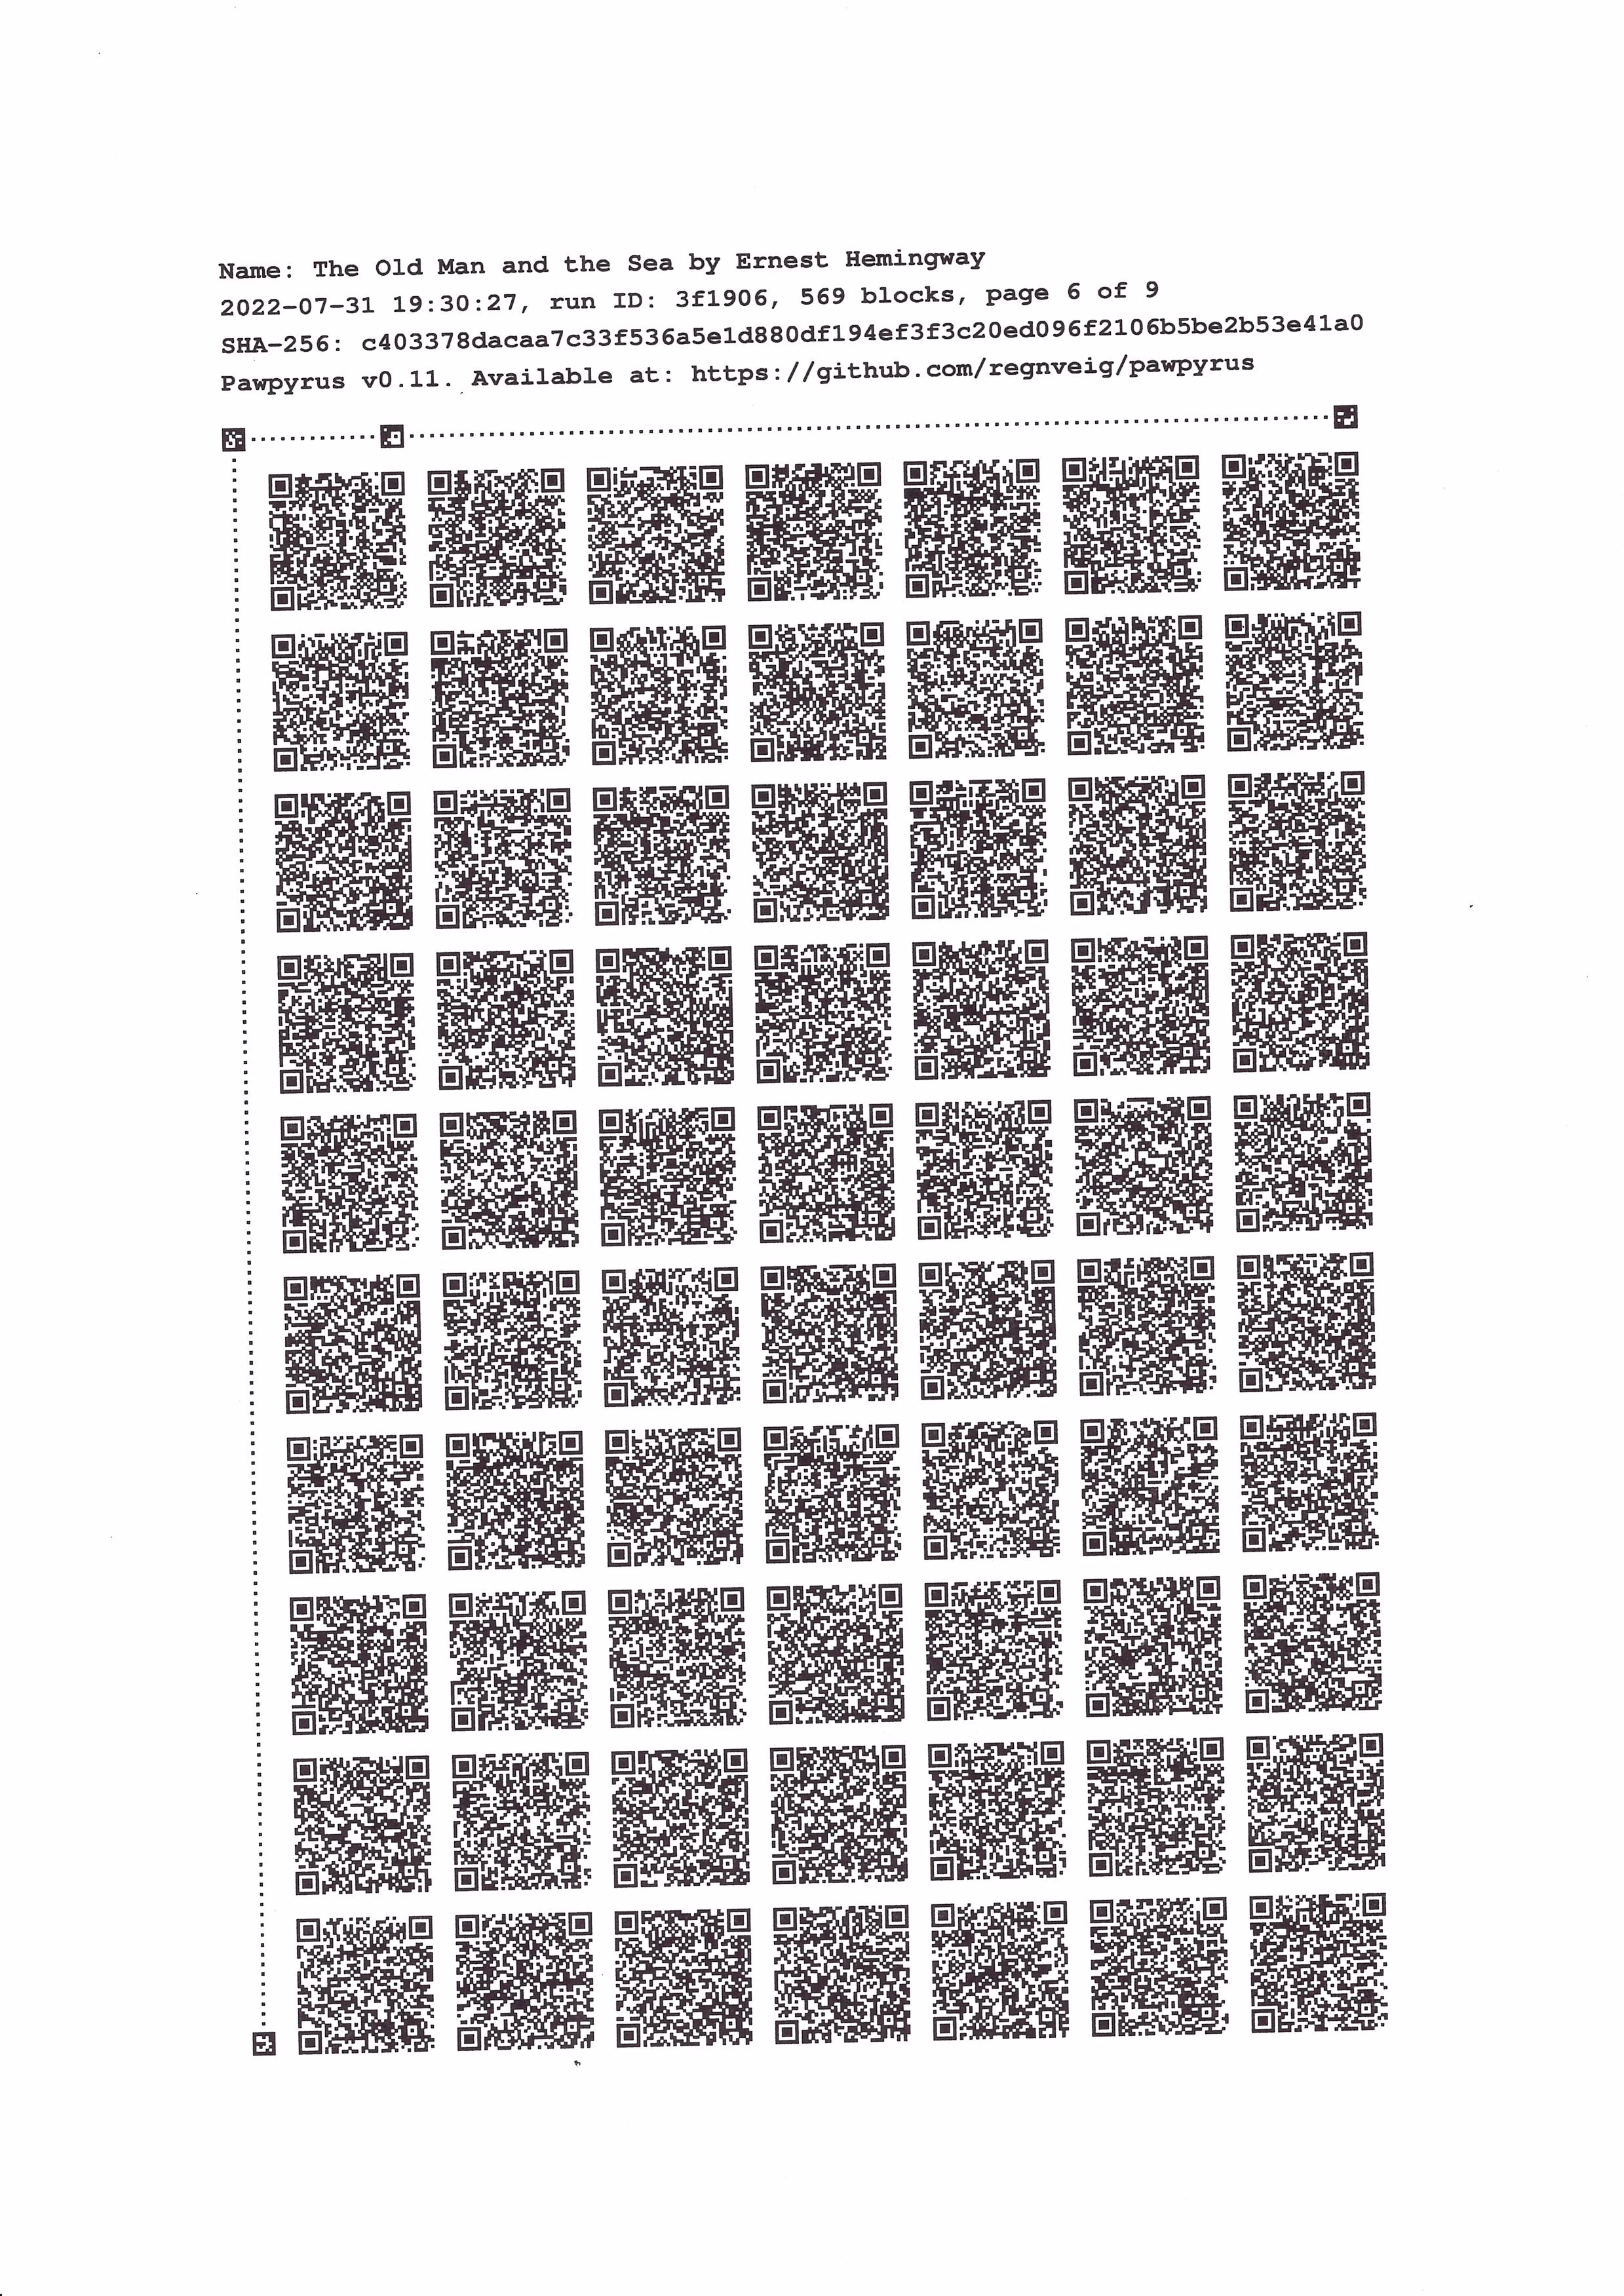 Name: The Old Man and the Sea by Ernest Hemingway
2022-07-31 19:30:27, run ID: 3f1906, 569 blocks, page 6 of 9
SHA-256: c403378dacaa7c33f536a5e1d880df194ef3f3c20ed096f2106b5be2b53e41a0
Pawpyrus v0.11. Available at: https://github.com/regnveig/pawpyrus